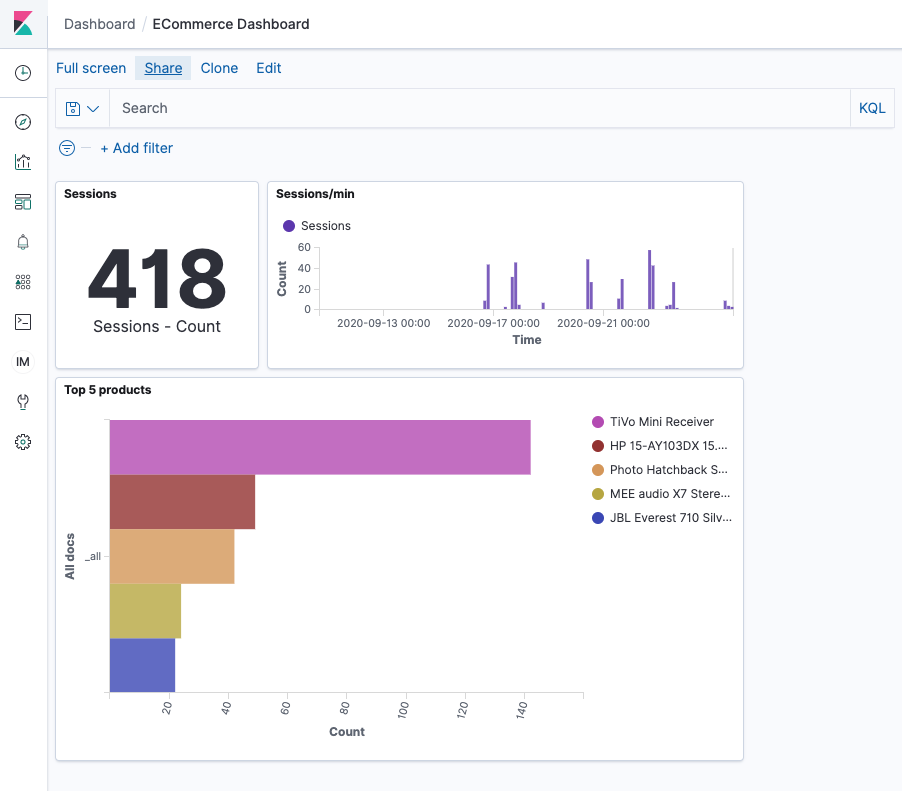 Dashboard / ECommerce Dashboard
Full screen Share Clone Edit
Search KQL
+ Add filter
Sessions
418
Sessions - Count
Sessions/min
Sessions
60
40
20
0
Count
2020-09-13 00:00 2020-09-17 00:00 2020-09-21 00:00
Time
IM
Top 5 products
TiVo Mini Receiver
HP 15-AY103DX 15....
Photo Hatchback S...
MEE audio X7 Stere...
JBL Everest 710 Silv...
All docs
_all
20 40 60 80 100 120 140
Count